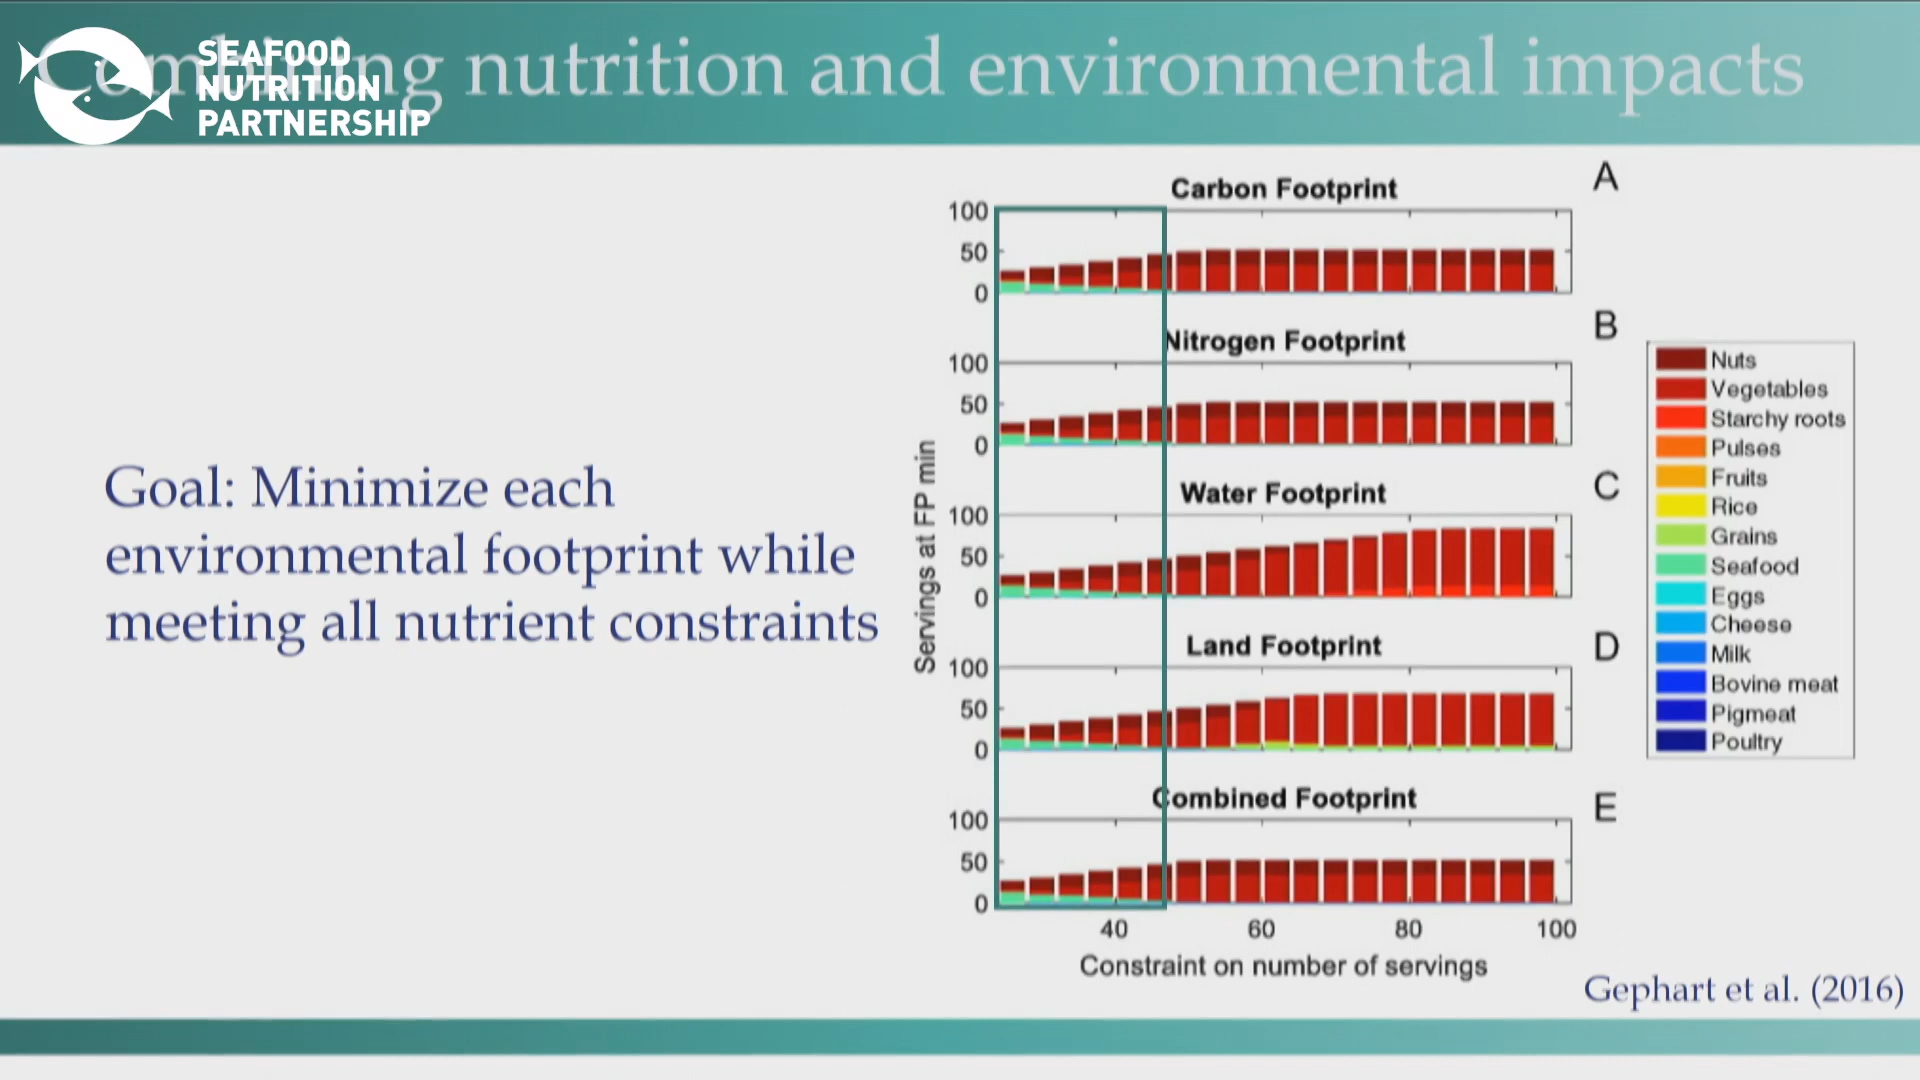 Combining nutrition and environmental impacts
SEAFOOD
NUTRITION
PARTNERSHIP
Goal: Minimize each
environmental footprint while
meeting all nutrient constraints
Servings at FP min
Carbon Footprint
A
100
50
0
Nitrogen Footprint
B
100
50
0
Water Footprint
C
100
50
0
Land Footprint
D
100
50
0
Combined Footprint
E
100
50
0
40 60 80 100
Constraint on number of servings
Nuts
Vegetables
Starchy roots
Pulses
Fruits
Rice
Grains
Seafood
Eggs
Cheese
Milk
Bovine meat
Pigmeat
Poultry
Gephart et al. (2016)